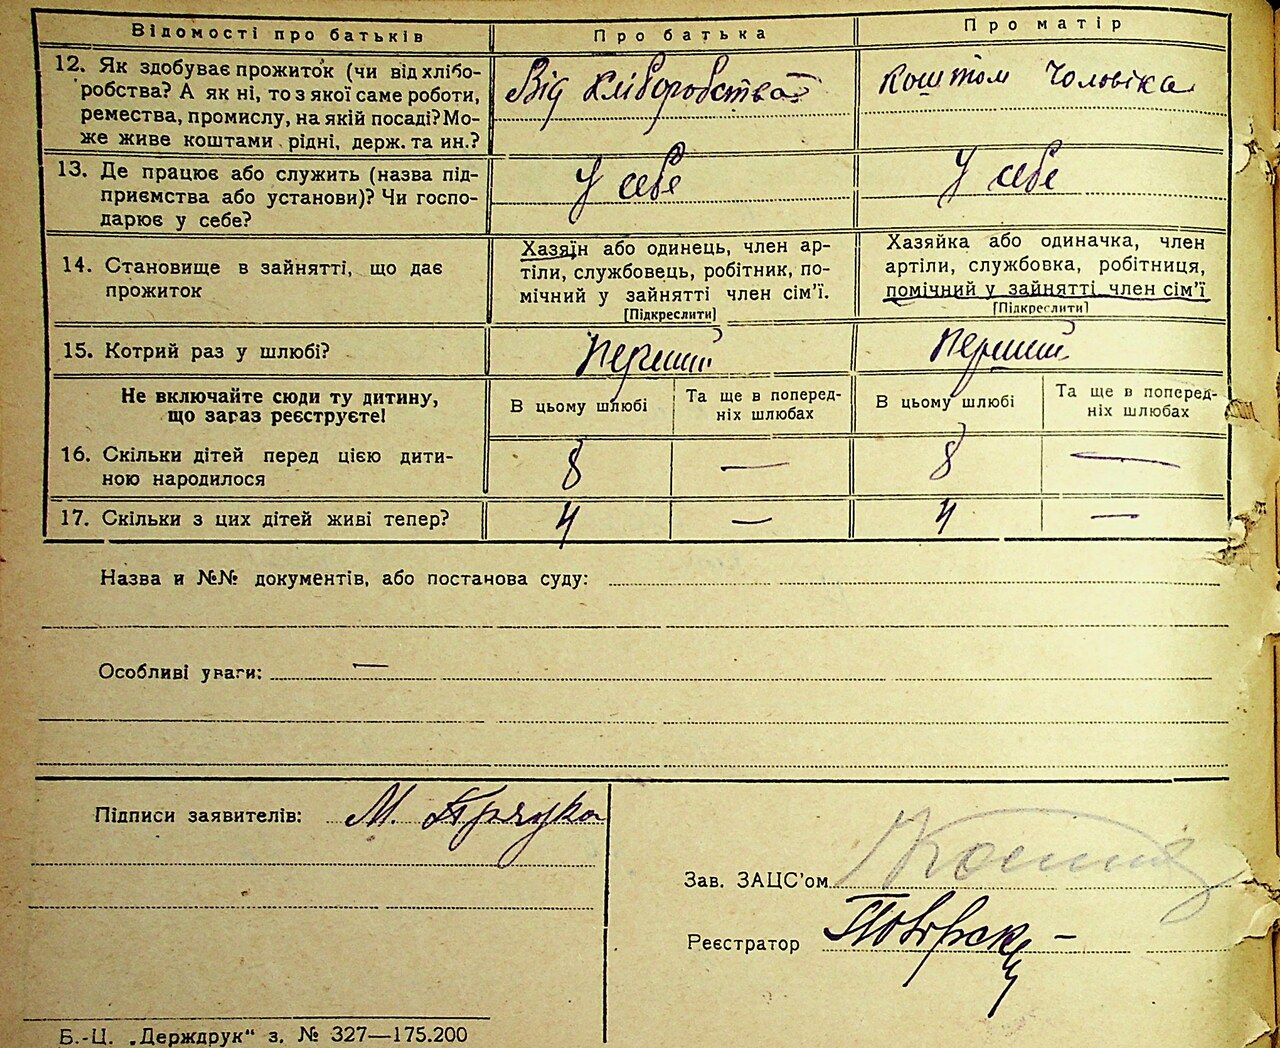 Відомості про батьків Про батька Про матір
12. Як здобуває прожиток (чи від хлібо-
робства? А як ні, то з якої саме роботи,
ремества, промислу, на якій посаді? Мо-
же живе коштами рідні, держ. та ин.?
Від хліборобства
коштом чоловіка
13. Де працює або служить (назва під-
приємства або установи)? Чи госпо-
дарює у себе?
У себе
У себе
14. Становище в зайнятті, що дає
прожиток
Хазяїн або одинець, член ар-
тіли, службовець, робітник, по-
мічний у зайнятті член сім'ї.
[Підкреслити]
Хазяйка або одиначка, член
артіли, службовка, робітниця,
помічний у зайнятті член сім'ї
[Підкреслити]
15. Котрий раз у шлюбі?
Перший
Перший
Не включайте сюди ту дитину,
що загаз реєструєте!
В цьому шлюбі
Та ще в поперед-
ніх шлюбах
В цьому шлюбі
Та ще в поперед-
ніх шлюбах
16. Скільки дітей перед цією дити-
ною народилося
8 — 8 —
17. Скільки з цих дітей живі тепер?
4 — 4 —
Назва и №№ документів, або постанова суду:
Особливі уваги: —
Підписи заявителів: М.
Зав. ЗАЦС'ом
Реєстратор
Б.-Ц. „Держдрук" з. № 327—175.200